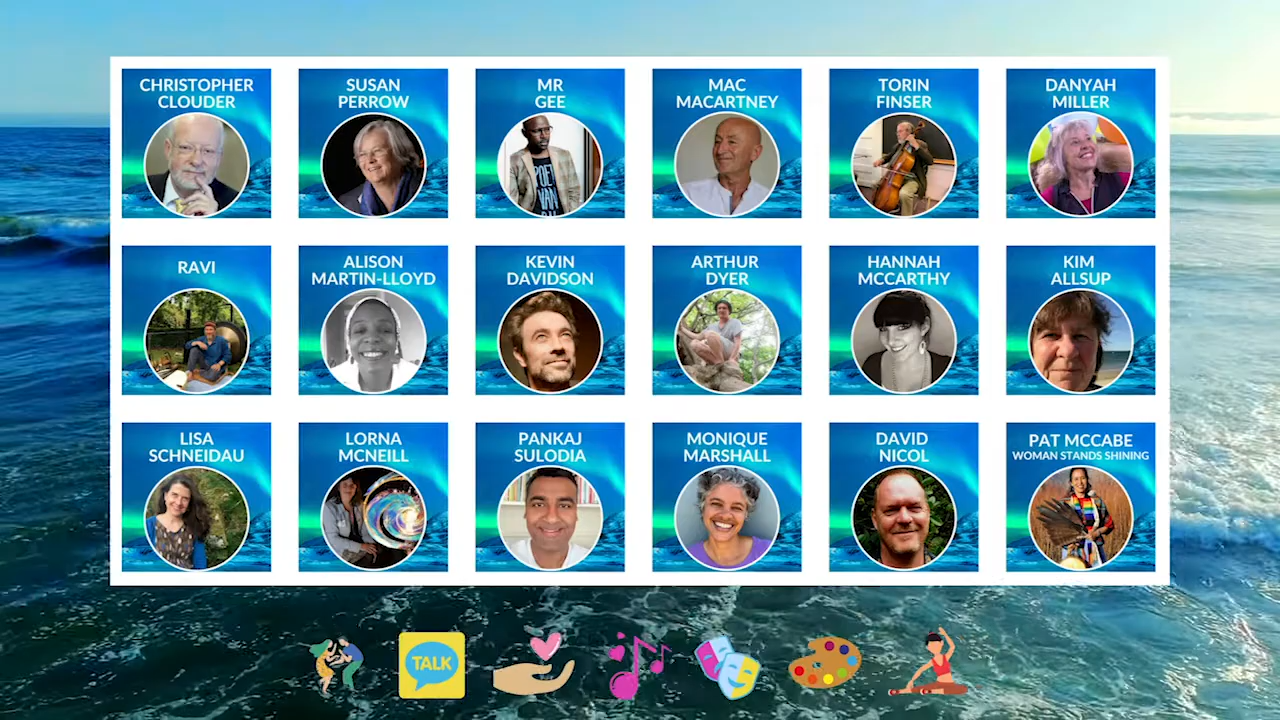 CHRISTOPHER
CLOUDER
SUSAN
PERROW
MR
GEE
MAC
MACARTNEY
TORIN
FINSER
DANYAH
MILLER
POET
VAN
RAVI
ALISON
MARTIN-LLOYD
KEVIN
DAVIDSON
ARTHUR
DYER
HANNAH
MCCARTHY
KIM
ALLSUP
LISA
SCHNEIDAU
LORNA
MCNEILL
PANKAJ
SULODIA
MONIQUE
MARSHALL
DAVID
NICOL
PAT MCCABE
WOMAN STANDS SHINING
TALK